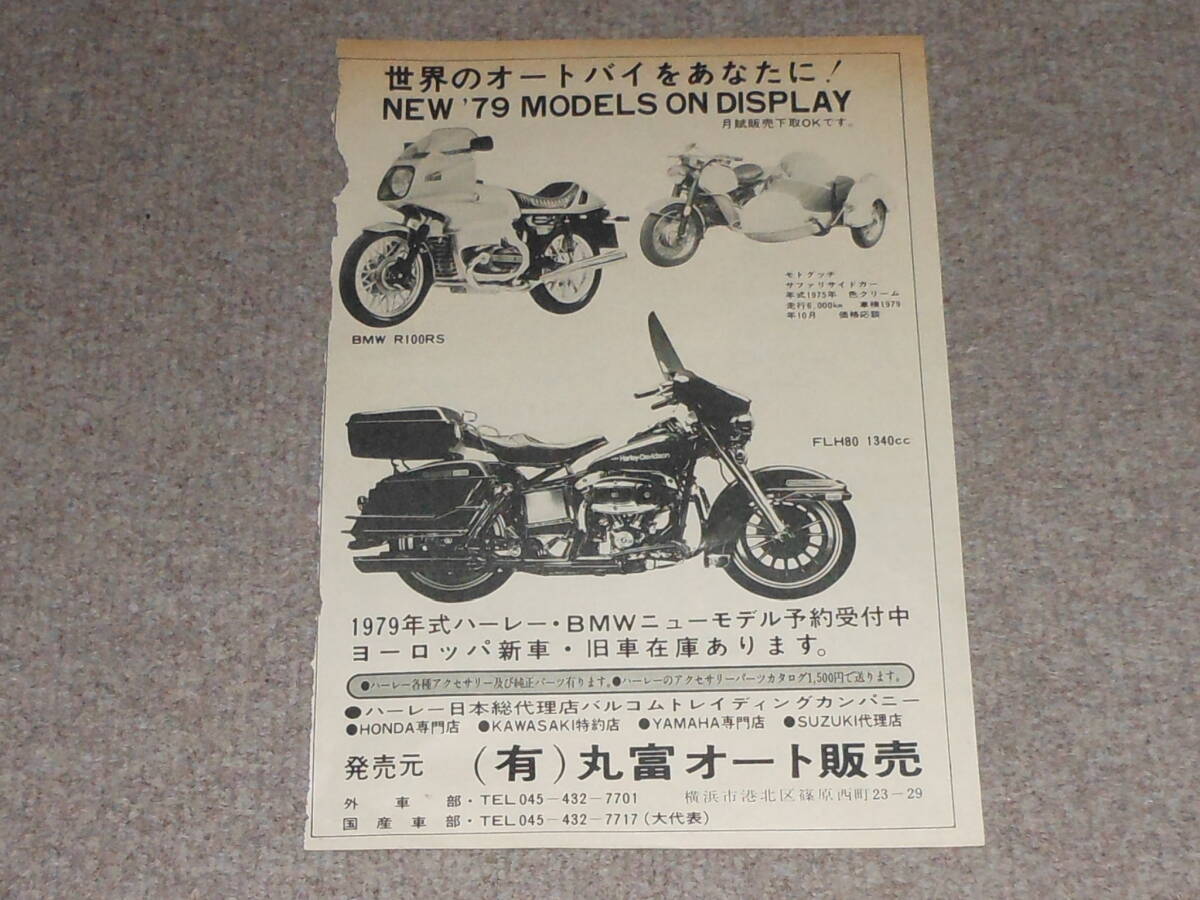 世界のオートバイをあなたに!
NEW '79 MODELS ON DISPLAY
月賦販売下取OKです。
BMW R100RS
モトグッチ
サファリサイドカー
年式1975年 色クリーム
走行6,000km 車検1979
年10月 価格応談
FLH80 1340cc
Harley-Davidson
1979年式ハーレー・BMWニューモデル予約受付中
ヨーロッパ新車・旧車在庫あります。
●ハーレー各種アクセサリー及び純正パーツ有ります。●ハーレーのアクセサリーパーツカタログ1,500円で送ります。
●ハーレー日本総代理店バルコムトレイディングカンパニー
●HONDA専門店 ●KAWASAKI特約店 ●YAMAHA専門店 ●SUZUKI代理店
発売元 (有)丸富オート販売
外車部・TEL 045-432-7701 横浜市港北区篠原西町23-29
国産車部・TEL 045-432-7717(大代表)